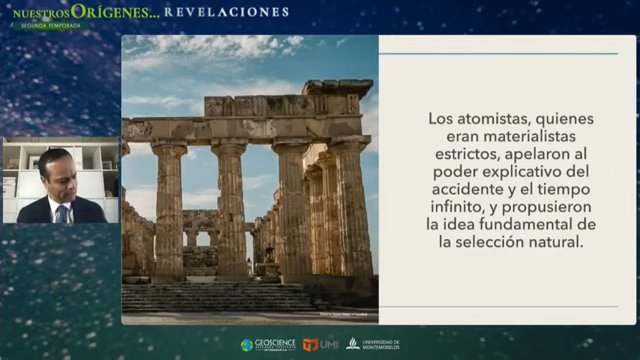 NUESTROS ORÍGENES... REVELACIONES
SEGUNDA TEMPORADA
Los atomistas, quienes
eran materialistas
estrictos, apelaron al
poder explicativo del
accidente y el tiempo
infinito, y propusieron
la idea fundamental de
la selección natural.
GEOSCIENCE
UMI
UNIVERSIDAD DE
MONTEMORELOS